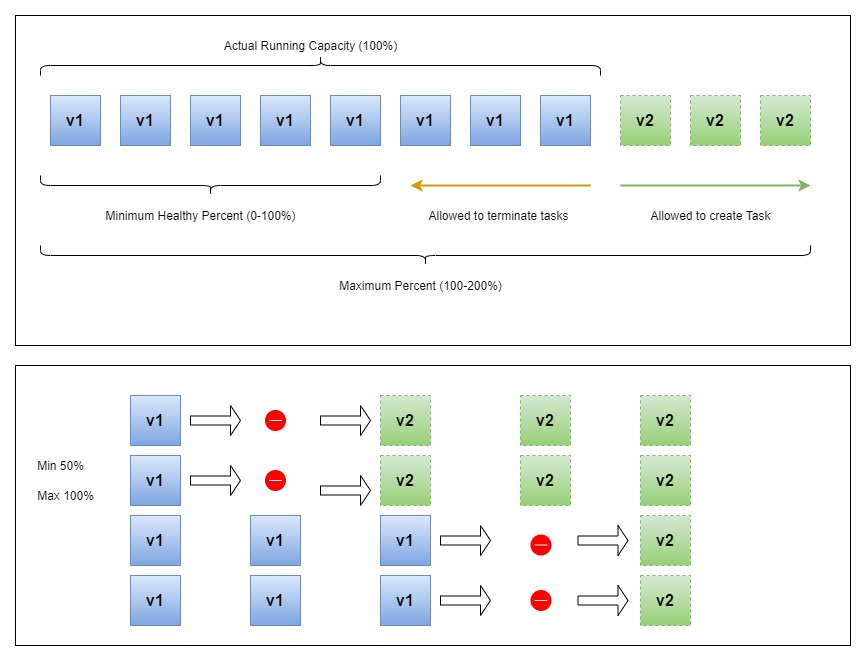 Actual Running Capacity (100%)
v1 v1 v1 v1 v1 v1 v1 v1 v2 v2 v2
Minimum Healthy Percent (0-100%) Allowed to terminate tasks Allowed to create Task
Maximum Percent (100-200%)
v1 v2 v2 v2
Min 50%
v1 v2 v2 v2
Max 100%
v1 v1 v1 v2
v1 v1 v1 v2